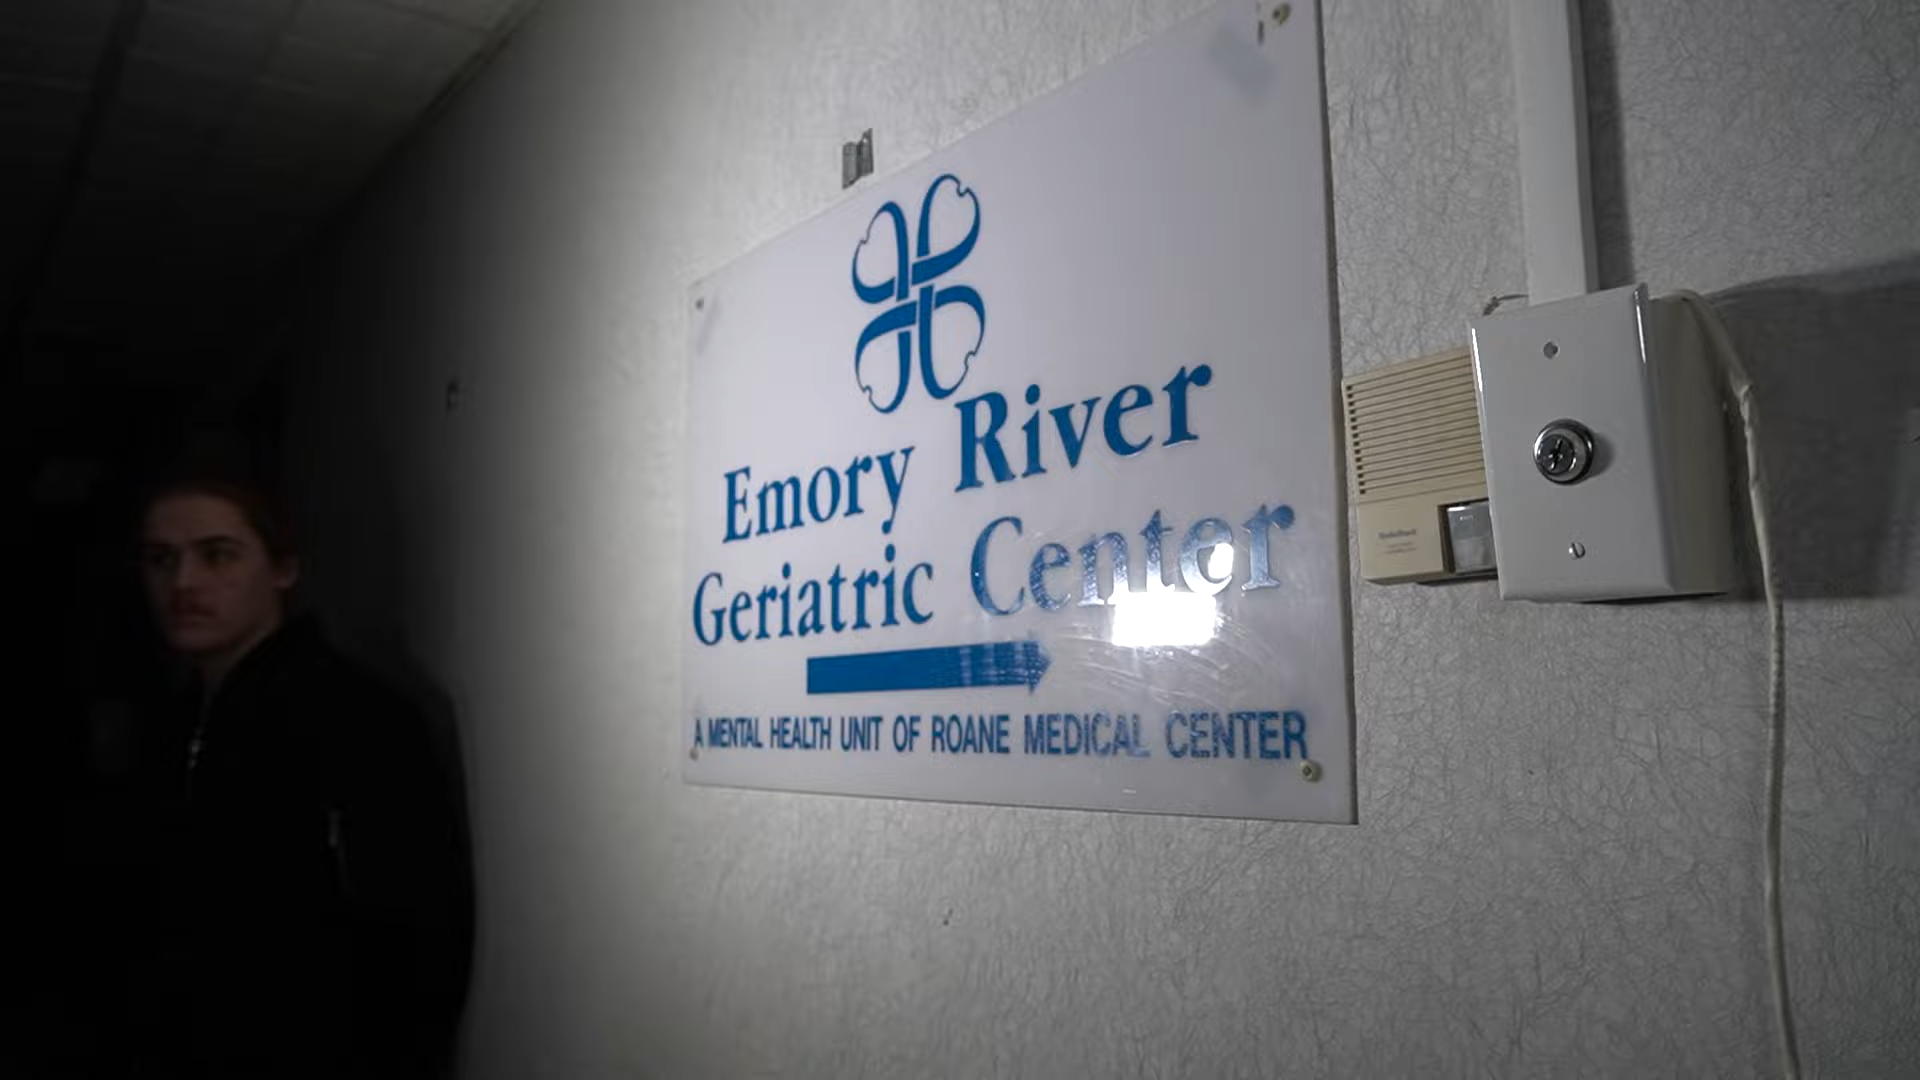 Emory River
Geriatric Center
A MENTAL HEALTH UNIT OF ROANE MEDICAL CENTER